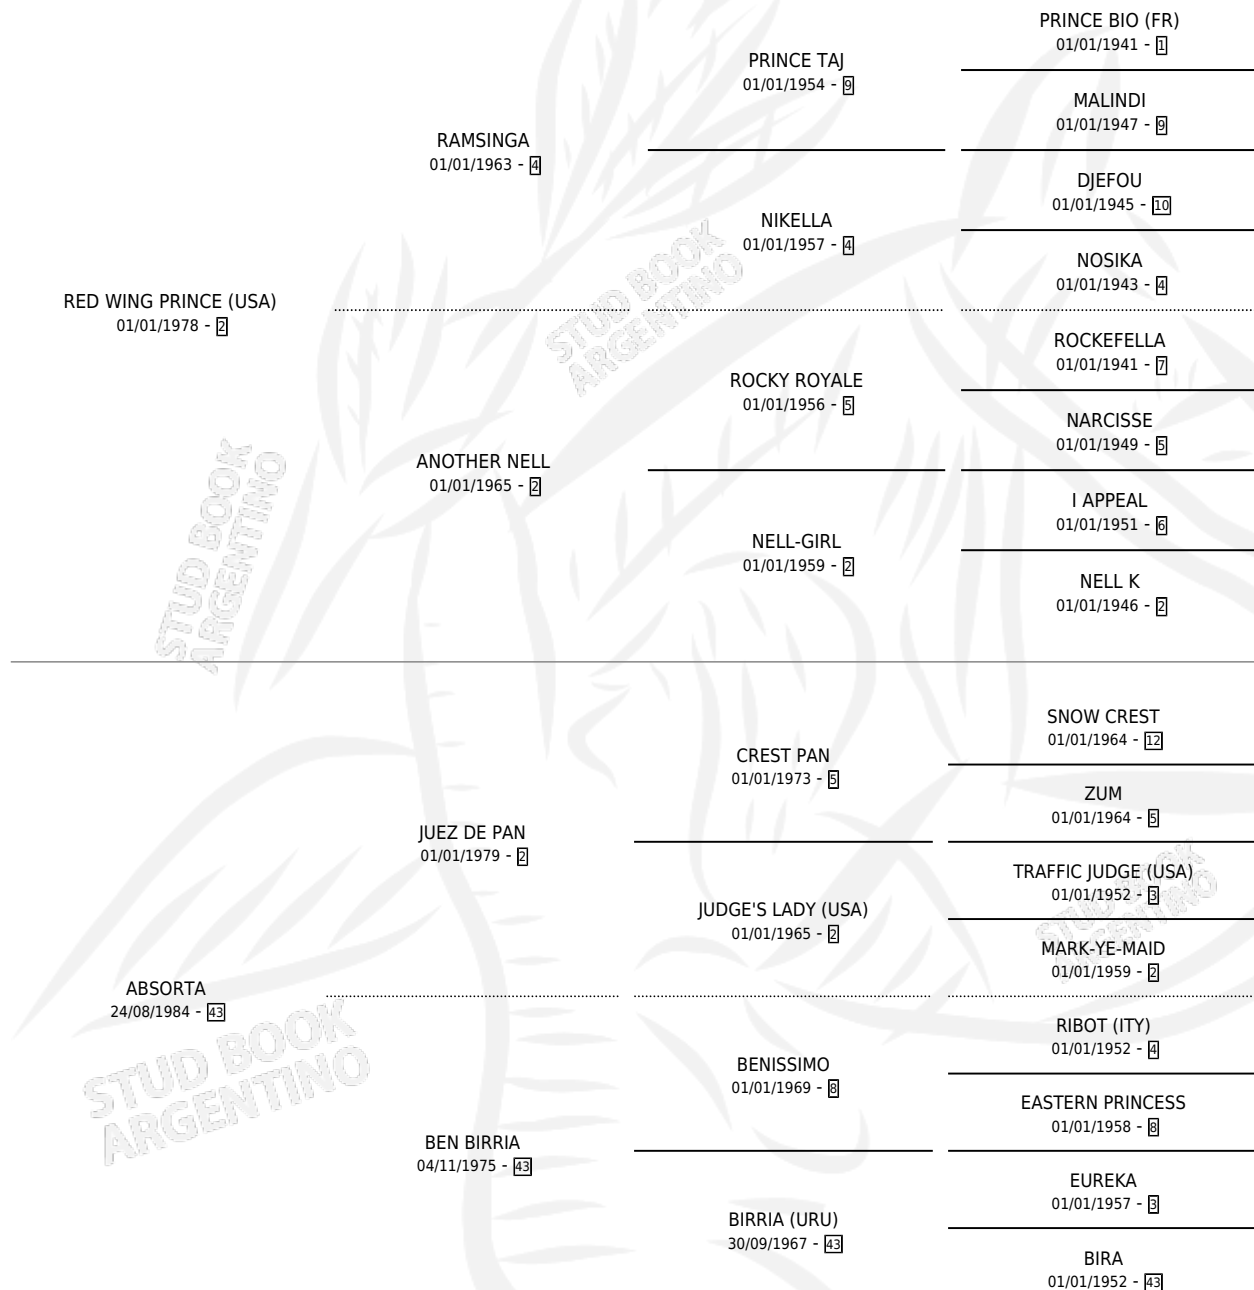 PRINCE BIO (FR)
01/01/1941 - 1
PRINCE TAJ
01/01/1954 - 9
MALINDI
01/01/1947 - 9
RAMSINGA
01/01/1963 - 4
DJEFOU
01/01/1945 - 10
NIKELLA
01/01/1957 - 4
NOSIKA
01/01/1943 - 4
RED WING PRINCE (USA)
01/01/1978 - 2
ROCKEFELLA
01/01/1941 - 7
ROCKY ROYALE
01/01/1956 - 5
NARCISSE
01/01/1949 - 5
ANOTHER NELL
01/01/1965 - 2
I APPEAL
01/01/1951 - 6
NELL-GIRL
01/01/1959 - 2
NELL K
01/01/1946 - 2
SNOW CREST
01/01/1964 - 12
CREST PAN
01/01/1973 - 5
ZUM
01/01/1964 - 5
JUEZ DE PAN
01/01/1979 - 2
TRAFFIC JUDGE (USA)
01/01/1952 - 3
JUDGE'S LADY (USA)
01/01/1965 - 2
MARK-YE-MAID
01/01/1959 - 2
ABSORTA
24/08/1984 - 43
RIBOT (ITY)
01/01/1952 - 4
BENISSIMO
01/01/1969 - 8
EASTERN PRINCESS
01/01/1958 - 8
BEN BIRRIA
04/11/1975 - 43
EUREKA
01/01/1957 - 3
BIRRIA (URU)
30/09/1967 - 43
BIRA
01/01/1952 - 43
STUD BOOK
ARGENTINO
STUD BOOK
ARGENTINO
STUD BOOK
ARGENTINO
STUD BOOK
ARGENTINO